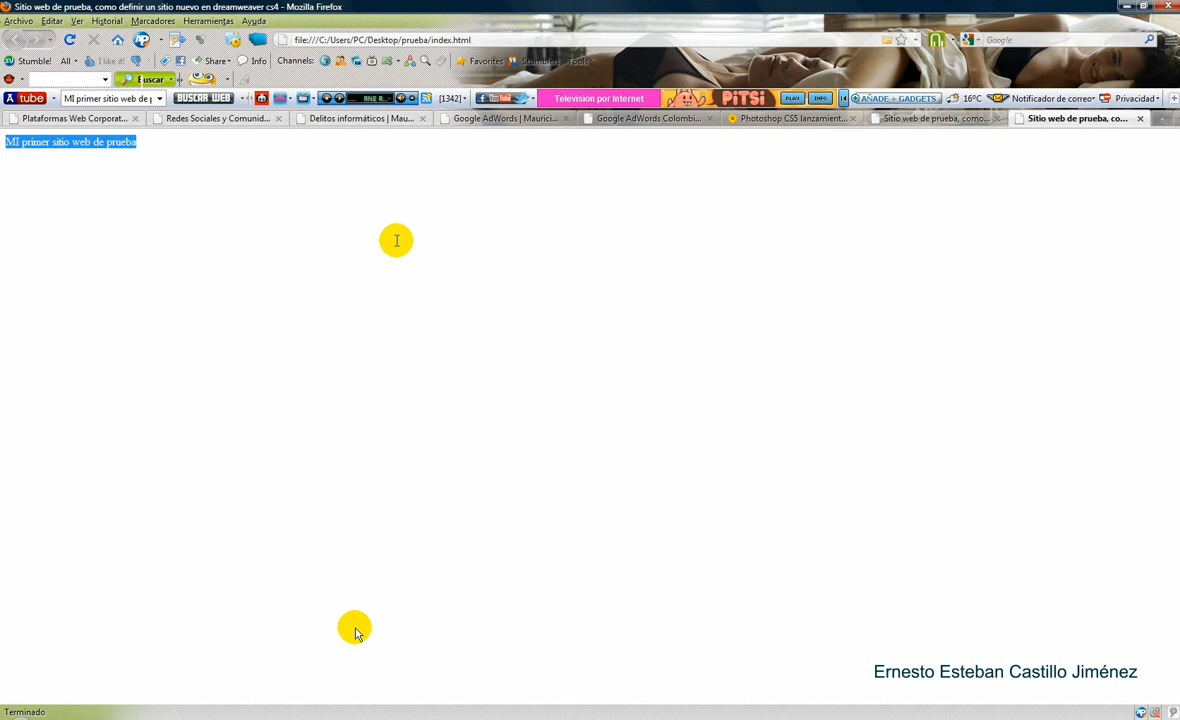 Sitio web de prueba, como definir un sitio nuevo en dreamweaver cs4 - Mozilla Firefox
Archivo Editar Ver Historial Marcadores Herramientas Ayuda
file:///C:/Users/PC/Desktop/prueba/index.html Google
Stumble! All I like it! Share Info Channels: Favorites Stumblers Tools
Buscar
tube MI primer sitio web de p BUSCAR WEB RNE R... [1342] YouTube Television por Internet PiTSi PLAY INFO AÑADE + GADGETS 16ºC Notificador de correo Privacidad
Plataformas Web Corporat... Redes Sociales y Comunid... Delitos informáticos | Mau... Google AdWords | Maurici... Google AdWords Colombi... Photoshop CS5 lanzamient... Sitio web de prueba, como... Sitio web de prueba, co...
MI primer sitio web de prueba
Ernesto Esteban Castillo Jiménez
Terminado